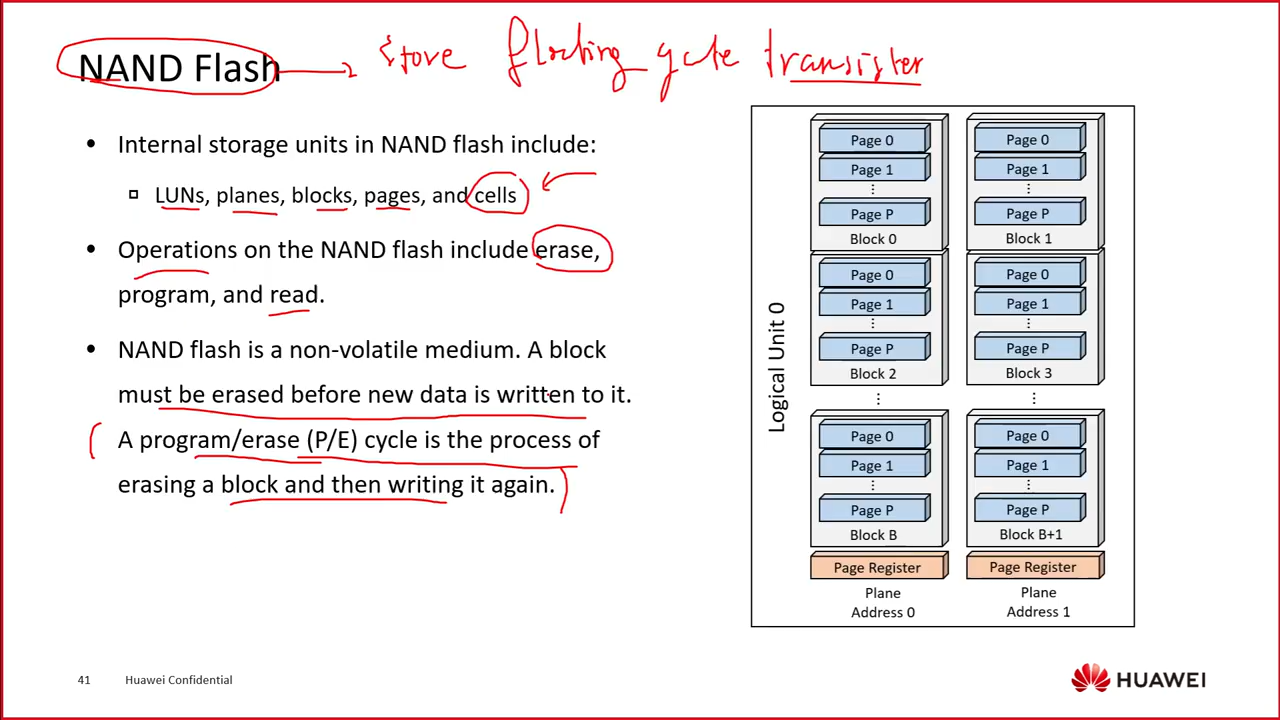 NAND Flash
store floating gate transister
• Internal storage units in NAND flash include:
LUNs, planes, blocks, pages, and cells
• Operations on the NAND flash include erase,
program, and read.
• NAND flash is a non-volatile medium. A block
must be erased before new data is written to it.
A program/erase (P/E) cycle is the process of
erasing a block and then writing it again.
Logical Unit 0
Page 0
Page 1
⋮
Page P
Block 0
Page 0
Page 1
⋮
Page P
Block 1
Page 0
Page 1
⋮
Page P
Block 2
Page 0
Page 1
⋮
Page P
Block 3
⋮
⋮
Page 0
Page 1
⋮
Page P
Block B
Page 0
Page 1
⋮
Page P
Block B+1
Page Register
Page Register
Plane
Address 0
Plane
Address 1
41
Huawei Confidential
HUAWEI